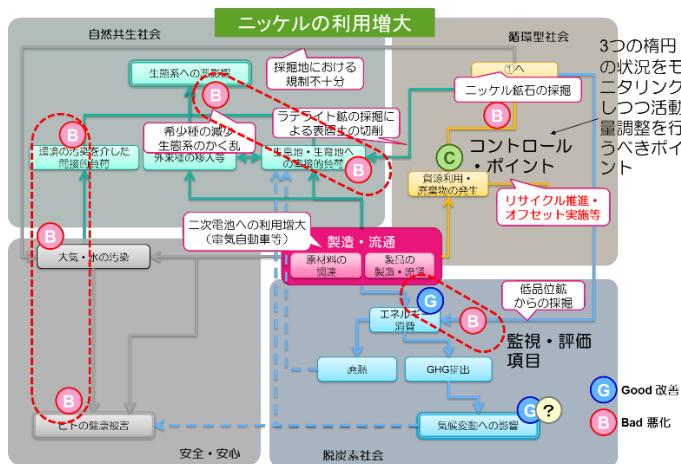 ニッケルの利用増大
自然共生社会
循環型社会
3つの楕円
の状況をモ
ニタリング
しつつ活動
量調整を行
うべきポイ
ント
採掘地における
規制不十分
生態系への悪影響
①へ
ニッケル鉱石の採掘
B
B
希少種の減少
生態系のかく乱
外来種の移入等
ラテライト鉱の採掘に
よる表層土の切削
B
環境の汚染を介した
間接的負荷
生息地・生育地へ
の直接的負荷
B
コントロール
・ポイント
C
資源利用・
廃棄物の発生
リサイクル推進・
オフセット実施等
二次電池への利用増大
(電気自動車等)
製造・流通
原材料の
調達
製品の
製造・流通
B
大気・水の汚染
G
エネルギー
消費
B
低品位鉱
からの採掘
監視・評価
項目
廃熱
GHG排出
B
ヒトの健康被害
G
?
気候変動への影響
G
Good 改善
B
Bad 悪化
安全・安心
脱炭素社会